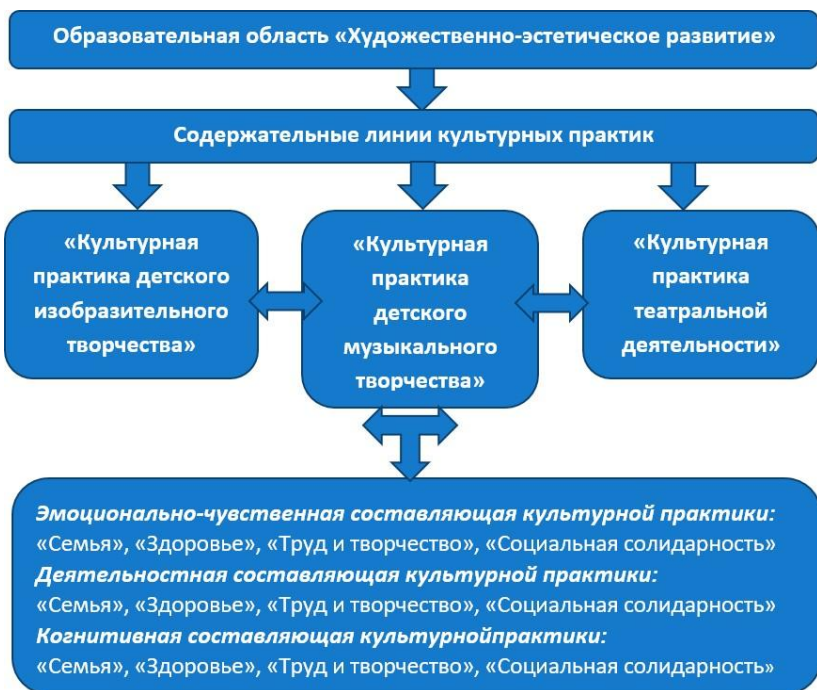 Образовательная область «Художественно-эстетическое развитие»
Содержательные линии культурных практик
«Культурная
практика детского
изобразительного
творчества»
«Культурная
практика
детского
музыкального
творчества»
«Культурная
практика
театральной
деятельности»
Эмоционально-чувственная составляющая культурной практики:
«Семья», «Здоровье», «Труд и творчество», «Социальная солидарность»
Деятельностная составляющая культурной практики:
«Семья», «Здоровье», «Труд и творчество», «Социальная солидарность»
Когнитивная составляющая культурнойпрактики:
«Семья», «Здоровье», «Труд и творчество», «Социальная солидарность»